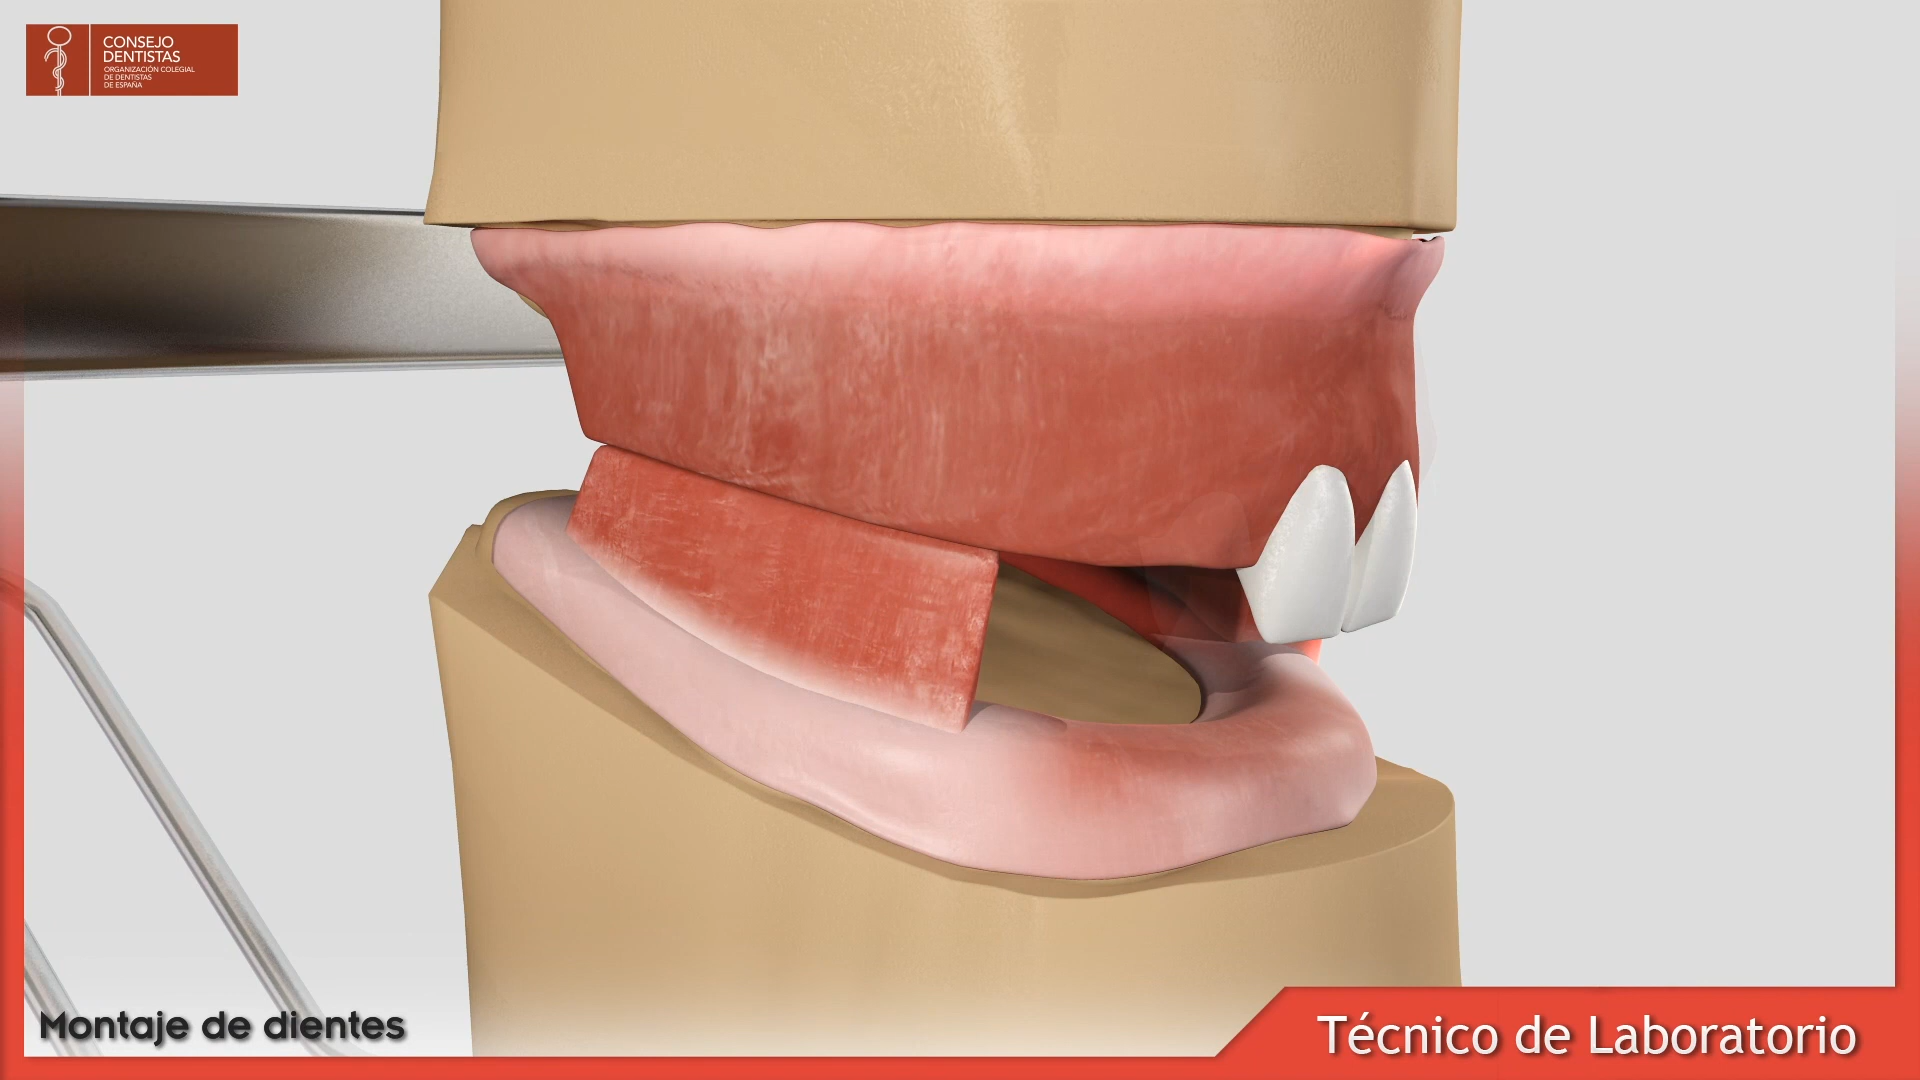 CONSEJO
DENTISTAS
ORGANIZACIÓN COLEGIAL
DE DENTISTAS
DE ESPAÑA
Montaje de dientes
Técnico de Laboratorio